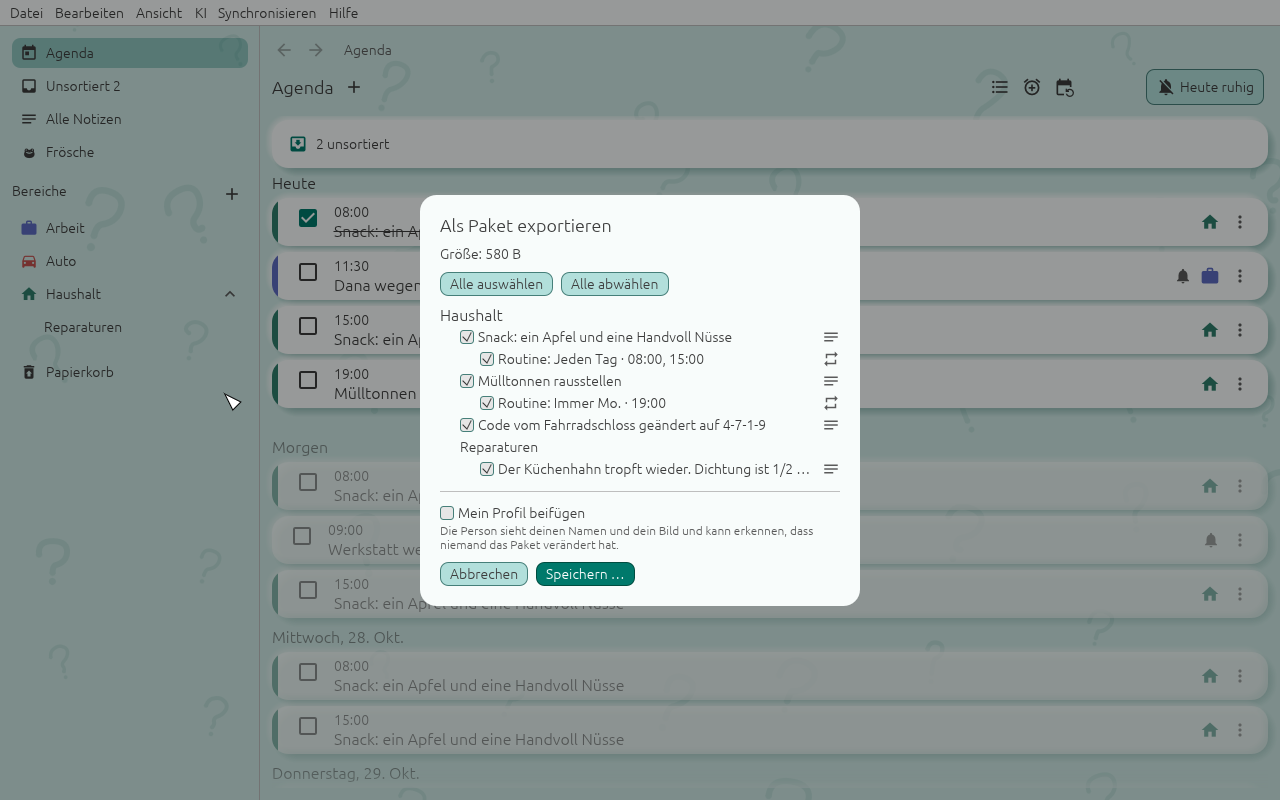 Datei Bearbeiten Ansicht KI Synchronisieren Hilfe
Agenda
Unsortiert 2
Alle Notizen
Frösche
Bereiche
Arbeit
Auto
Haushalt
Reparaturen
Papierkorb
Agenda
Agenda
Heute ruhig
2 unsortiert
Heute
08:00
Snack: ein
11:30
Dana wegen
15:00
Snack: ein
19:00
Mülltonnen
Als Paket exportieren
Größe: 580 B
Alle auswählen Alle abwählen
Haushalt
Snack: ein Apfel und eine Handvoll Nüsse
Routine: Jeden Tag · 08:00, 15:00
Mülltonnen rausstellen
Routine: Immer Mo. · 19:00
Code vom Fahrradschloss geändert auf 4-7-1-9
Reparaturen
Der Küchenhahn tropft wieder. Dichtung ist 1/2 …
Mein Profil beifügen
Die Person sieht deinen Namen und dein Bild und kann erkennen, dass
niemand das Paket verändert hat.
Abbrechen Speichern …
Morgen
08:00
Snack: ein
09:00
Werkstatt
15:00
Snack: ein Apfel und eine Handvoll Nüsse
Mittwoch, 28. Okt.
08:00
Snack: ein Apfel und eine Handvoll Nüsse
15:00
Snack: ein Apfel und eine Handvoll Nüsse
Donnerstag, 29. Okt.